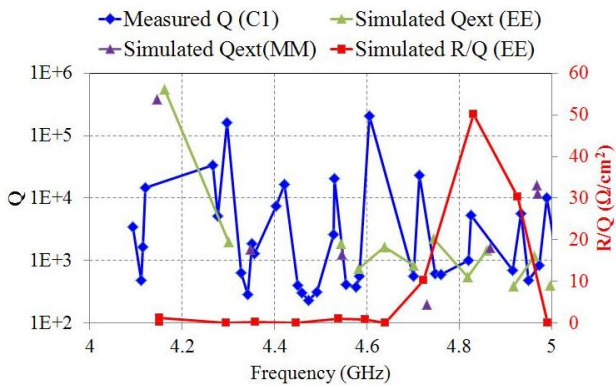 Measured Q (C1) Simulated Qext (EE)
Simulated Qext(MM) Simulated R/Q (EE)
1E+6
1E+5
1E+4
1E+3
1E+2
Q
60
50
40
30
20
10
0
R/Q (Ω/cm²)
4 4.2 4.4 4.6 4.8 5
Frequency (GHz)